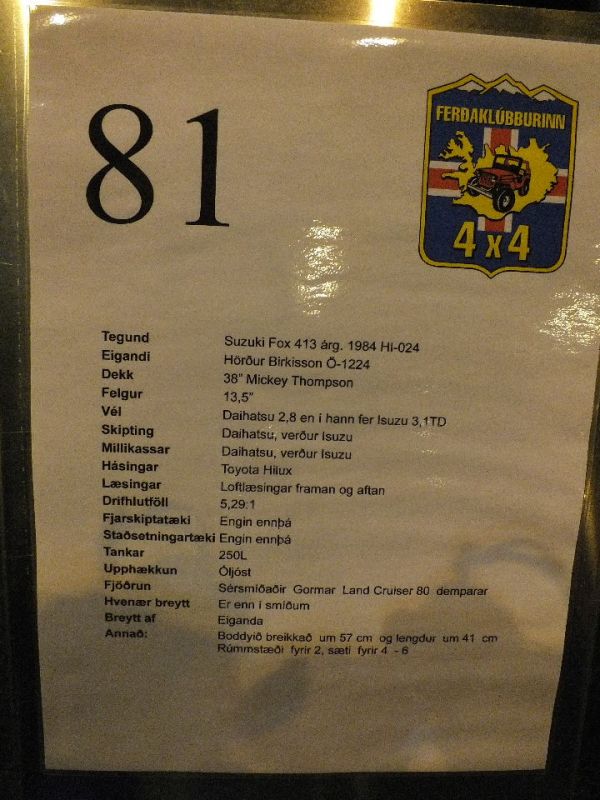 81
FERÐAKLÚBBURINN
4 x 4
Tegund Suzuki Fox 413 árg. 1984 Hi-024
Eigandi Hörður Birkisson Ö-1224
Dekk 38" Mickey Thompson
Felgur 13,5"
Vél Daihatsu 2,8 en í hann fer Isuzu 3,1TD
Skipting Daihatsu, verður Isuzu
Millikassar Daihatsu, verður Isuzu
Hásingar Toyota Hilux
Læsingar Loftlæsingar framan og aftan
Drifhlutföll 5,29:1
Fjarskiptatæki Engin ennþá
Staðsetningartæki Engin ennþá
Tankar 250L
Upphækkun Óljóst
Fjöðrun Sérsmíðaðir Gormar Land Cruiser 80 demparar
Hvenær breytt Er enn í smíðum
Breytt af Eiganda
Annað: Boddyið breikkað um 57 cm og lengdur um 41 cm
Rúmmstæði fyrir 2, sæti fyrir 4 - 6